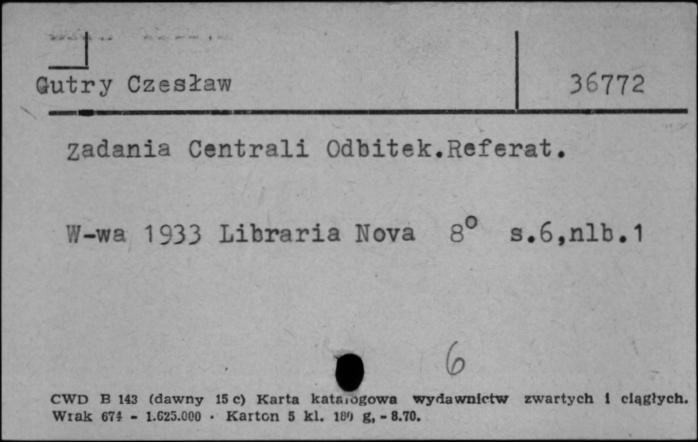 Gutry Czesław 36772
Zadania Centrali Odbitek.Referat.
W-wa 1933 Libraria Nova 8° s.6,nlb.1
6
CWD B 143 (dawny 15 c) Karta katalogowa wydawnictw zwartych i ciągłych.
Wrak 674 - 1.625.000 · Karton 5 kl. 180 g, - 8.70.